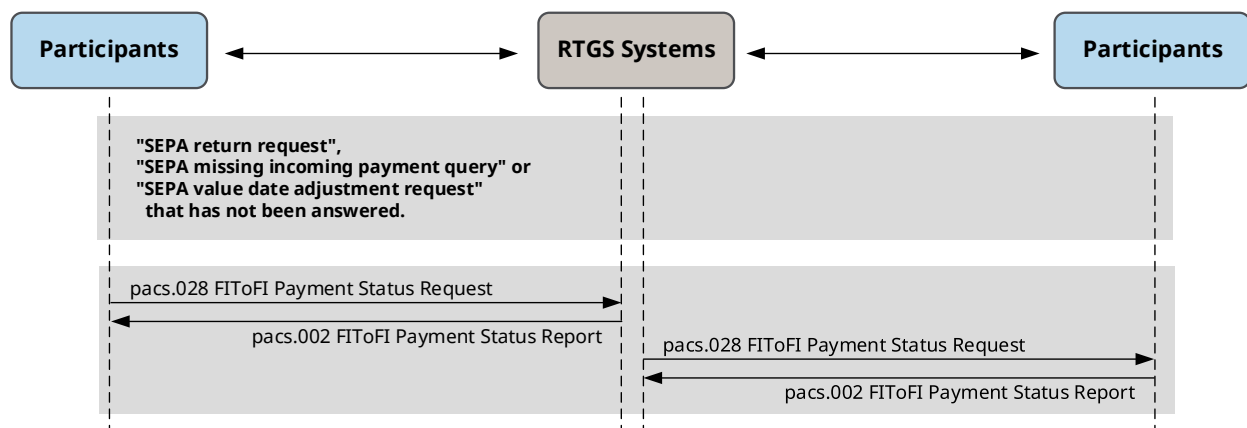 Participants
RTGS Systems
Participants
"SEPA return request",
"SEPA missing incoming payment query" or
"SEPA value date adjustment request"
that has not been answered.
pacs.028 FIToFI Payment Status Request
pacs.002 FIToFI Payment Status Report
pacs.028 FIToFI Payment Status Request
pacs.002 FIToFI Payment Status Report